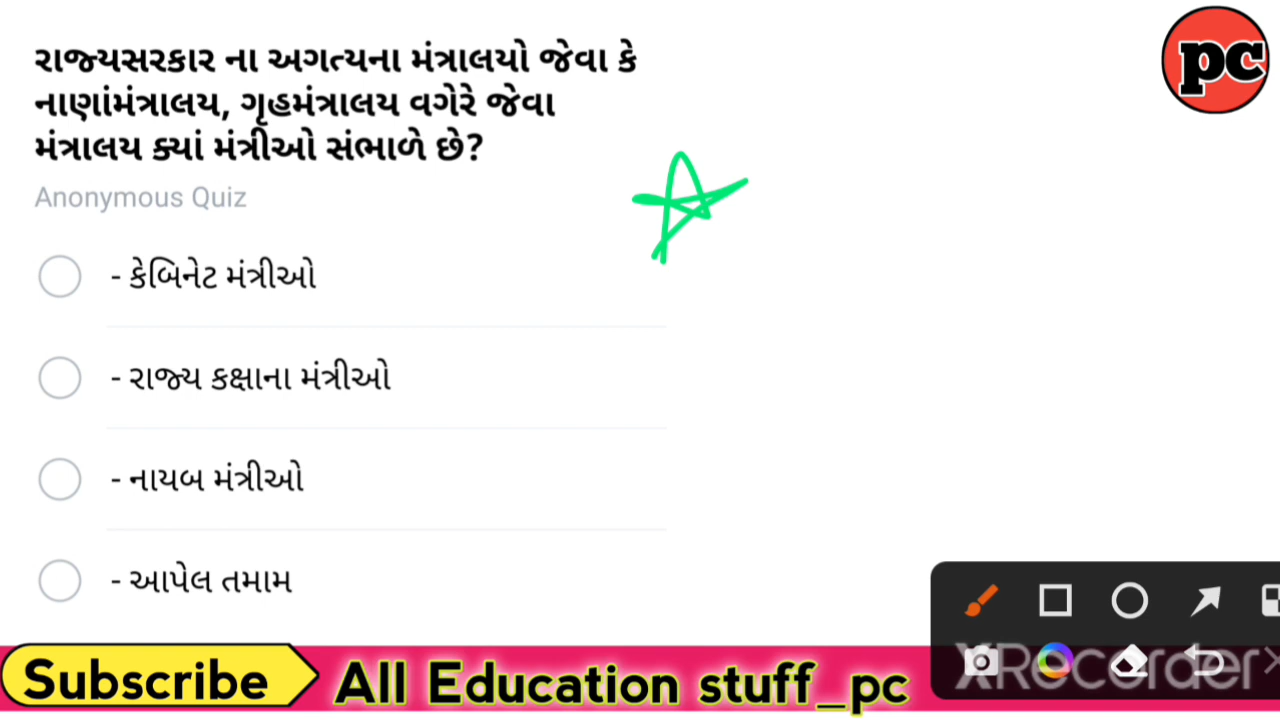 રાજ્યસરકાર ના અગત્યના મંત્રાલયો જેવા કે
નાણાંમંત્રાલય, ગૃહમંત્રાલય વગેરે જેવા
મંત્રાલય ક્યાં મંત્રીઓ સંભાળે છે?
Anonymous Quiz
- કેબિનેટ મંત્રીઓ
- રાજ્ય કક્ષાના મંત્રીઓ
- નાયબ મંત્રીઓ
- આપેલ તમામ
pc
XRecorder
Subscribe
All Education stuff_pc